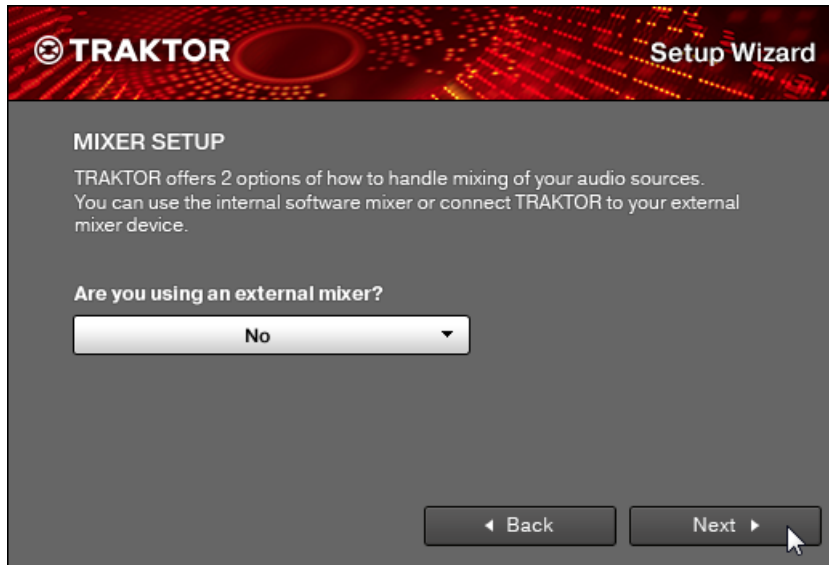 TRAKTOR
Setup Wizard
MIXER SETUP
TRAKTOR offers 2 options of how to handle mixing of your audio sources.
You can use the internal software mixer or connect TRAKTOR to your external
mixer device.
Are you using an external mixer?
No
Back
Next